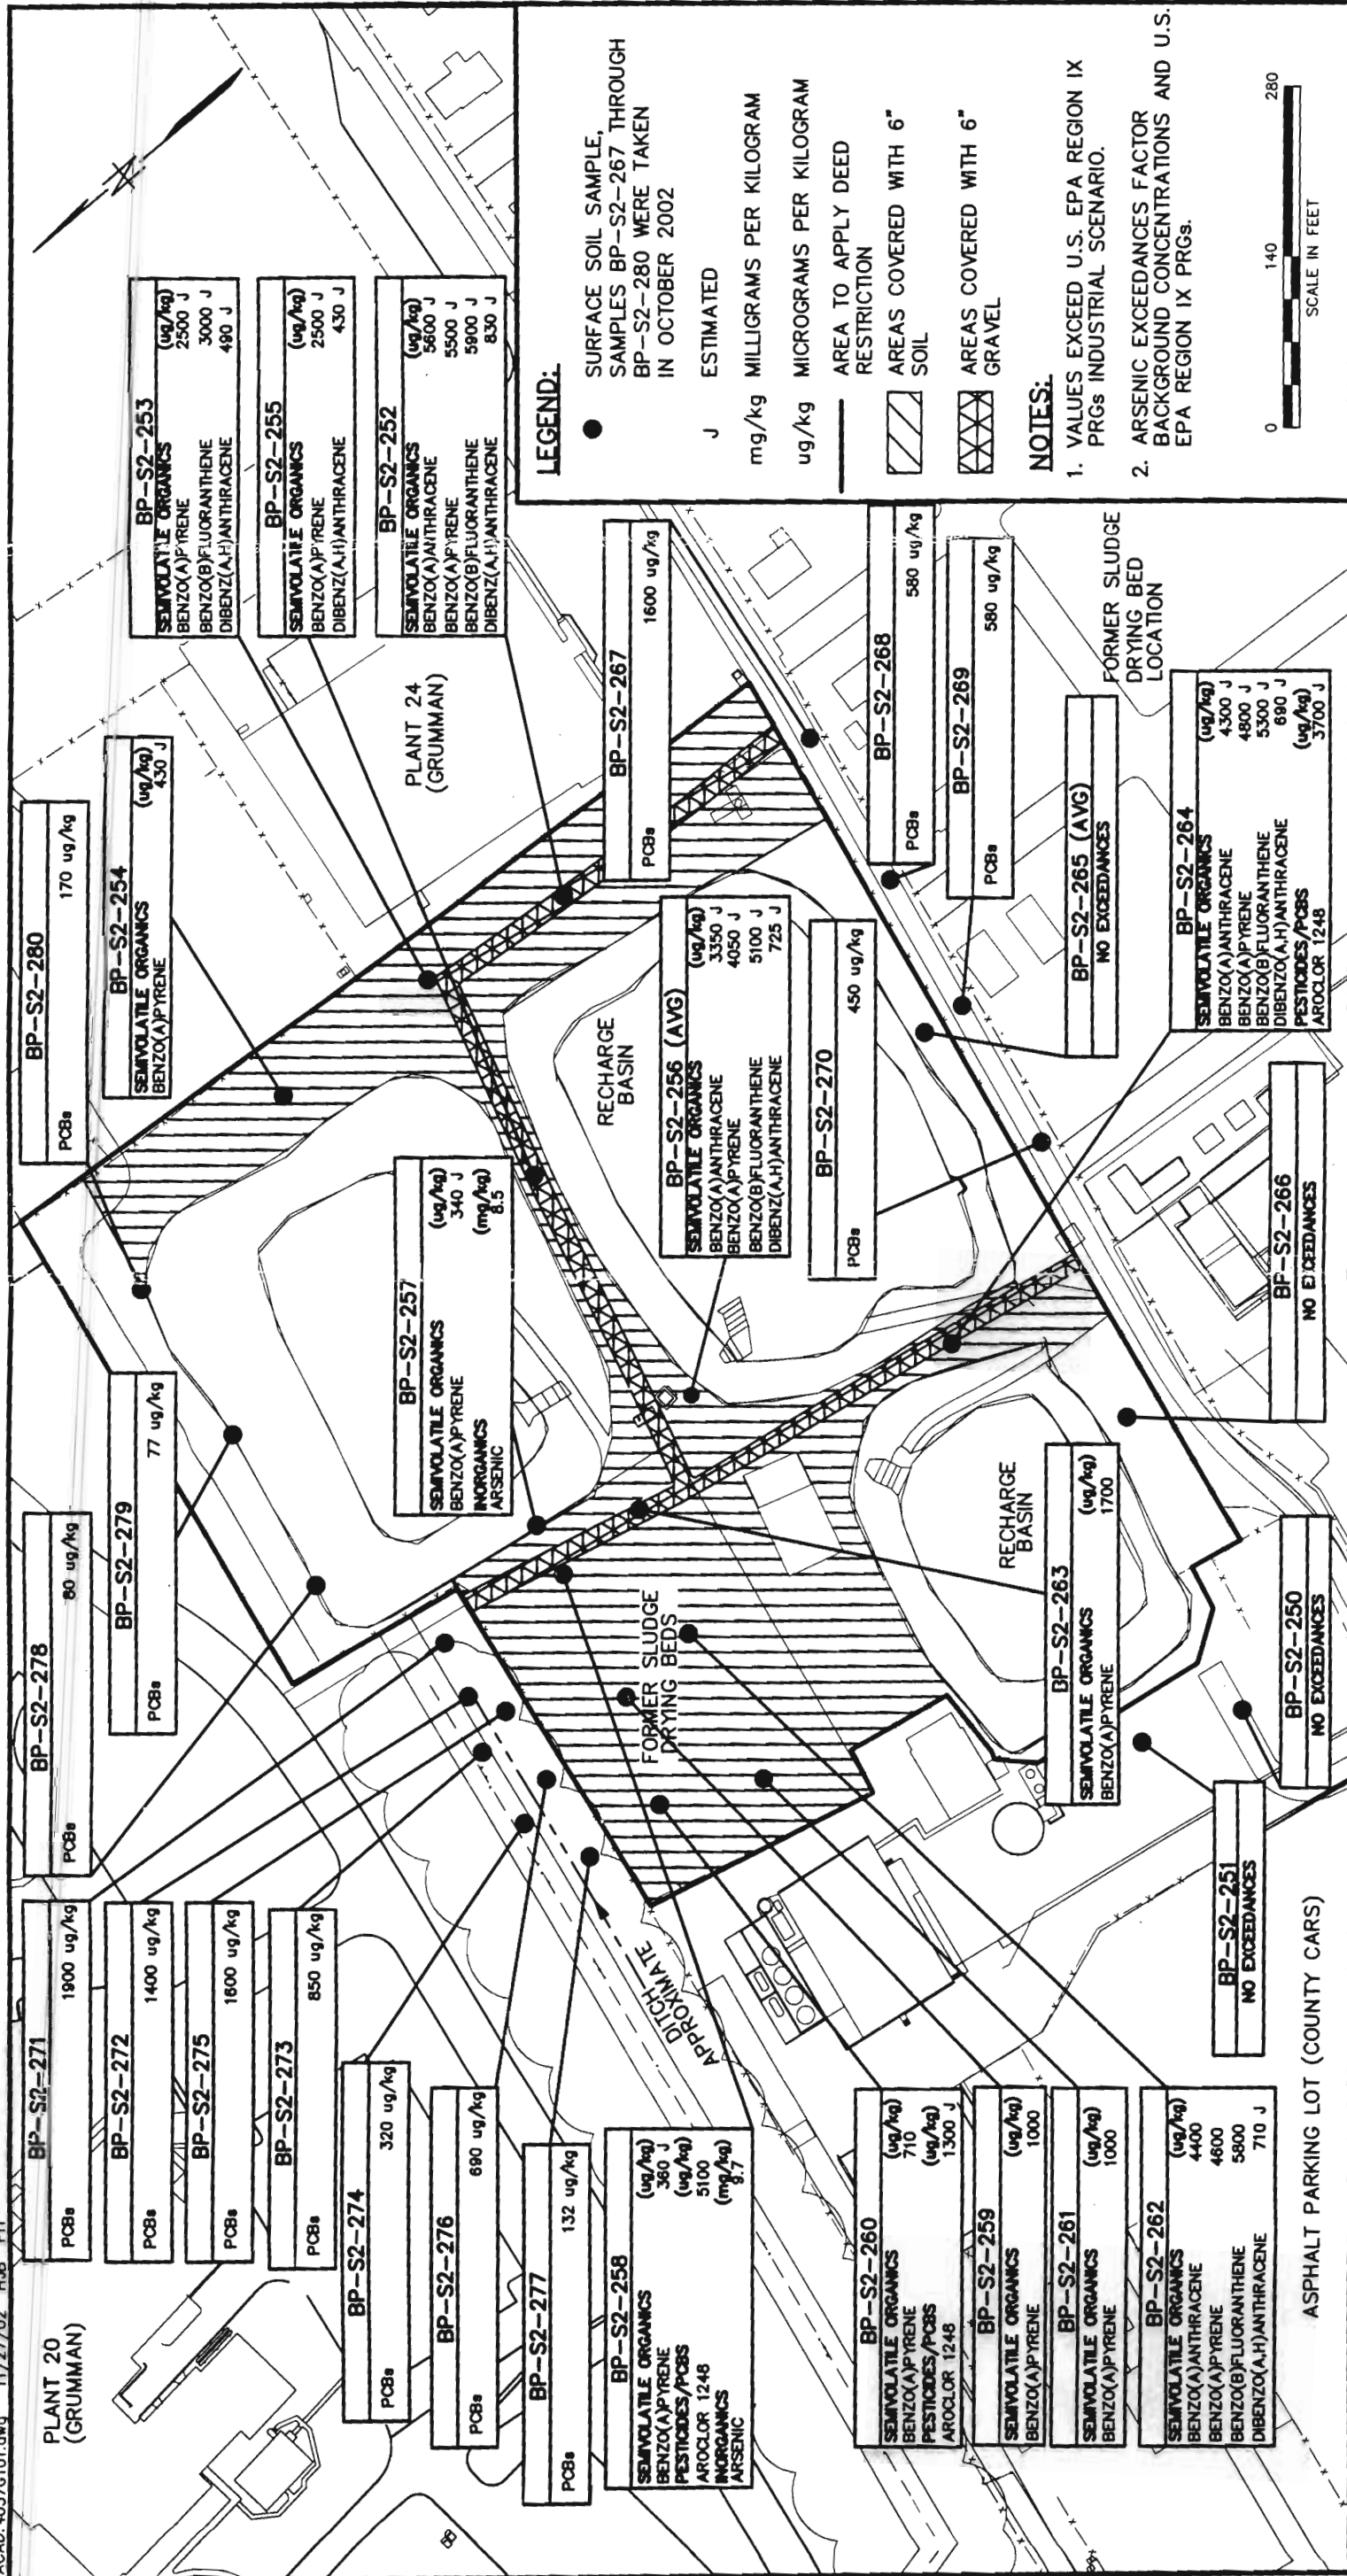 PLANT 20
(GRUMMAN)
BP-S2-271
PCBs 1900 ug/kg
BP-S2-272
PCBs 1400 ug/kg
BP-S2-275
PCBs 1600 ug/kg
BP-S2-273
PCBs 850 ug/kg
BP-S2-274
PCBs 320 ug/kg
BP-S2-276
PCBs 690 ug/kg
BP-S2-277
PCBs 132 ug/kg
BP-S2-258
SEMIVOLATILE ORGANICS (ug/kg)
BENZO(A)PYRENE 360 J
PESTICIDES/PCBS (ug/kg)
AROCLOR 1248 5100
INORGANICS (mg/kg)
ARSENIC 9.7
BP-S2-260
SEMIVOLATILE ORGANICS (ug/kg)
BENZO(A)PYRENE 710
PESTICIDES/PCBS (ug/kg)
AROCLOR 1248 1300 J
BP-S2-259
SEMIVOLATILE ORGANICS (ug/kg)
BENZO(A)PYRENE 1000
BP-S2-261
SEMIVOLATILE ORGANICS (ug/kg)
BENZO(A)PYRENE 1000
BP-S2-262
SEMIVOLATILE ORGANICS (ug/kg)
BENZO(A)ANTHRACENE 4400
BENZO(A)PYRENE 4600
BENZO(B)FLUORANTHENE 5800
DIBENZO(A,H)ANTHRACENE 710 J
ASPHALT PARKING LOT (COUNTY CARS)
BP-S2-278
PCBs 80 ug/kg
BP-S2-279
PCBs 77 ug/kg
DITCH
APPROXIMATE
FORMER SLUDGE
DRYING BEDS
BP-S2-251
NO EXCEEDANCES
BP-S2-250
NO EXCEEDANCES
BP-S2-263
SEMIVOLATILE ORGANICS (ug/kg)
BENZO(A)PYRENE 1700
RECHARGE
BASIN
BP-S2-257
SEMIVOLATILE ORGANICS (ug/kg)
BENZO(A)PYRENE 340 J
INORGANICS (mg/kg)
ARSENIC 8.5
BP-S2-280
PCBs 170 ug/kg
BP-S2-254
SEMIVOLATILE ORGANICS (ug/kg)
BENZO(A)PYRENE 430 J
RECHARGE
BASIN
BP-S2-256 (AVG)
SEMIVOLATILE ORGANICS (ug/kg)
BENZO(A)ANTHRACENE 3350 J
BENZO(A)PYRENE 4050 J
BENZO(B)FLUORANTHENE 5100 J
DIBENZ(A,H)ANTHRACENE 725 J
BP-S2-270
PCBs 450 ug/kg
BP-S2-266
NO EXCEEDANCES
BP-S2-264
SEMIVOLATILE ORGANICS (ug/kg)
BENZO(A)ANTHRACENE 4300 J
BENZO(A)PYRENE 4800 J
BENZO(B)FLUORANTHENE 5300 J
DIBENZO(A,H)ANTHRACENE 690 J
PESTICIDES/PCBS (ug/kg)
AROCLOR 1248 3700 J
BP-S2-265 (AVG)
NO EXCEEDANCES
FORMER SLUDGE
DRYING BED
LOCATION
BP-S2-269
PCBs 580 ug/kg
BP-S2-268
PCBs 580 ug/kg
BP-S2-267
PCBs 1600 ug/kg
PLANT 24
(GRUMMAN)
BP-S2-253
SEMIVOLATILE ORGANICS (ug/kg)
BENZO(A)PYRENE 2500 J
BENZO(B)FLUORANTHENE 3000 J
DIBENZ(A,H)ANTHRACENE 490 J
BP-S2-255
SEMIVOLATILE ORGANICS (ug/kg)
BENZO(A)PYRENE 2500 J
DIBENZ(A,H)ANTHRACENE 430 J
BP-S2-252
SEMIVOLATILE ORGANICS (ug/kg)
BENZO(A)ANTHRACENE 5600 J
BENZO(A)PYRENE 5500 J
BENZO(B)FLUORANTHENE 5900 J
DIBENZ(A,H)ANTHRACENE 830 J
LEGEND:
SURFACE SOIL SAMPLE,
SAMPLES BP-S2-267 THROUGH
BP-S2-280 WERE TAKEN
IN OCTOBER 2002
J ESTIMATED
mg/kg MILLIGRAMS PER KILOGRAM
ug/kg MICROGRAMS PER KILOGRAM
AREA TO APPLY DEED
RESTRICTION
AREAS COVERED WITH 6"
SOIL
AREAS COVERED WITH 6"
GRAVEL
NOTES:
1. VALUES EXCEED U.S. EPA REGION IX
PRGs INDUSTRIAL SCENARIO.
2. ARSENIC EXCEEDANCES FACTOR
BACKGROUND CONCENTRATIONS AND U.S.
EPA REGION IX PRGs.
0 140 280
SCALE IN FEET